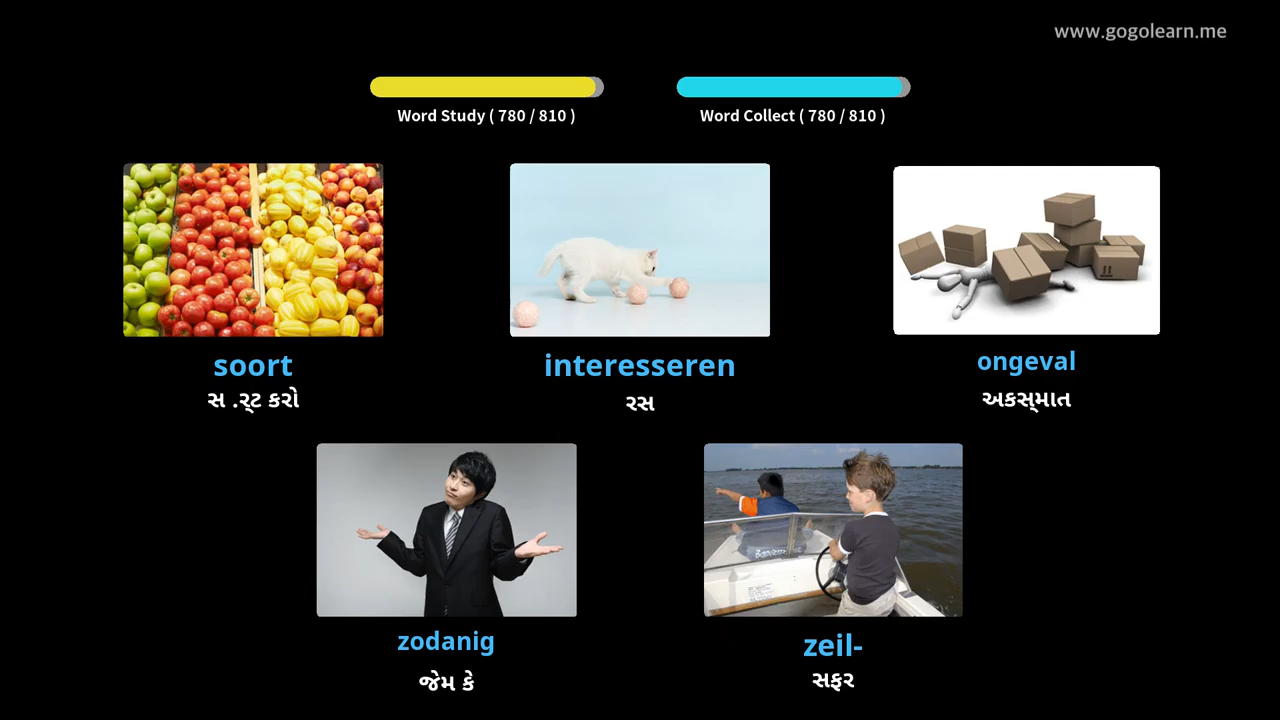 www.gogolearn.me
Word Study ( 780 / 810 )
Word Collect ( 780 / 810 )
soort
interesseren
ongeval
સ .ર્ટ કરો
રસ
અકસ્માત
zodanig
zeil-
જેમ કે
સફર